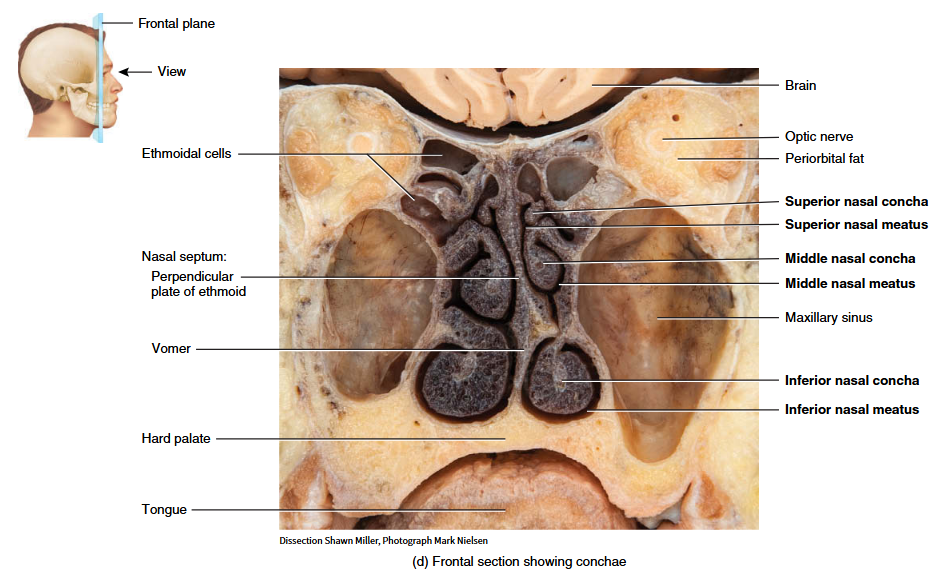 Frontal plane
View
Brain
Optic nerve
Periorbital fat
Ethmoidal cells
Superior nasal concha
Superior nasal meatus
Nasal septum:
Perpendicular
plate of ethmoid
Middle nasal concha
Middle nasal meatus
Maxillary sinus
Vomer
Inferior nasal concha
Inferior nasal meatus
Hard palate
Tongue
Dissection Shawn Miller, Photograph Mark Nielsen
(d) Frontal section showing conchae